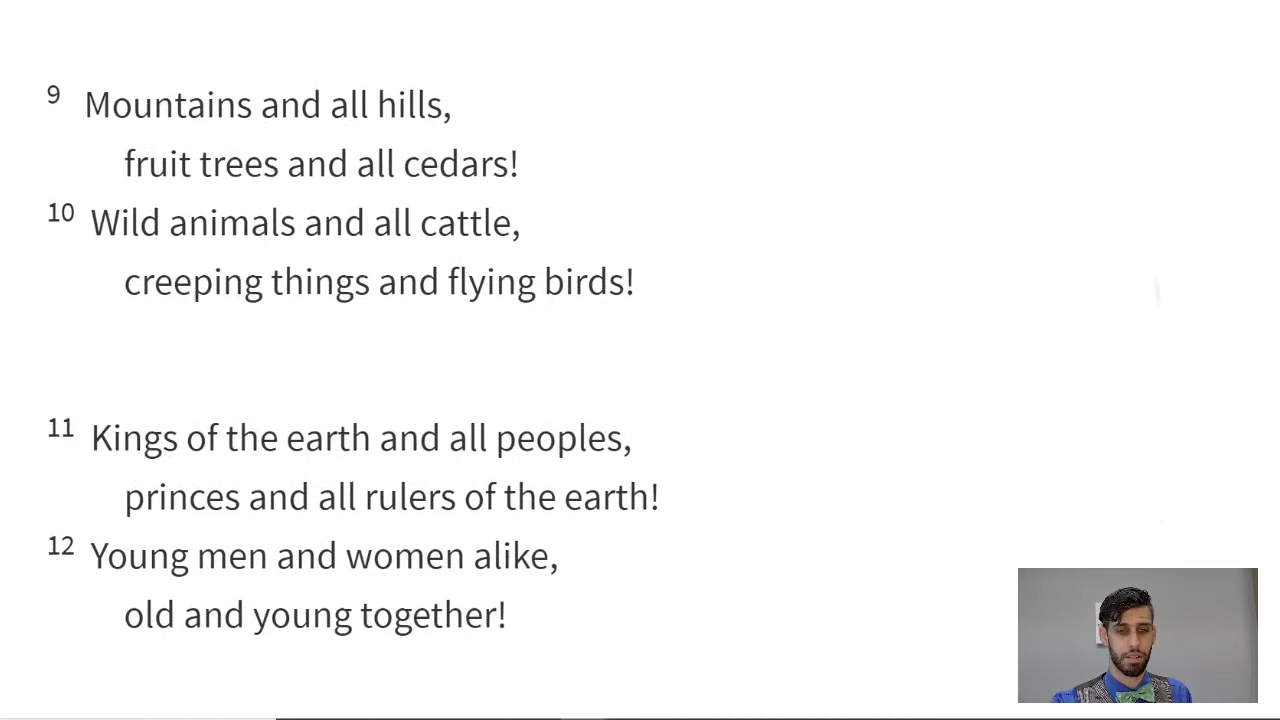 9 Mountains and all hills,
fruit trees and all cedars!
10 Wild animals and all cattle,
creeping things and flying birds!
11 Kings of the earth and all peoples,
princes and all rulers of the earth!
12 Young men and women alike,
old and young together!